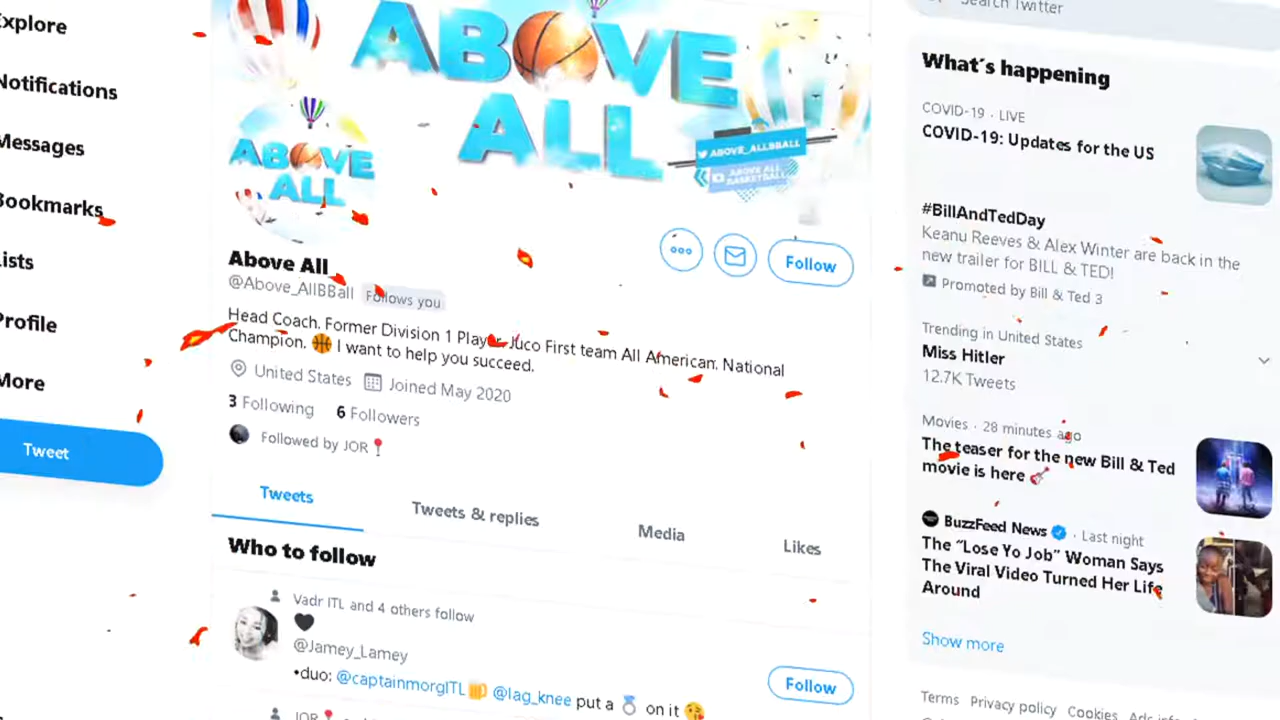 Explore
Notifications
Messages
Bookmarks
Lists
Profile
More
Tweet
ABOVE
ALL
ABOVE_ALLBBALL
ABOVE ALL
BASKETBALL
ABOVE
ALL
Follow
Above All
@Above_AllBBall Follows you
Head Coach. Former Division 1 Player. Juco First team All American. National
Champion. 🏀 I want to help you succeed.
United States Joined May 2020
3 Following 6 Followers
Followed by JOR📍
Tweets Tweets & replies Media Likes
Who to follow
Vadr ITL and 4 others follow
🖤
@Jamey_Lamey
Follow
•duo: @captainmorgITL🍺 @lag_knee put a 💍 on it 😘
JOR📍
Search Twitter
What's happening
COVID-19 · LIVE
COVID-19: Updates for the US
#BillAndTedDay
Keanu Reeves & Alex Winter are back in the
new trailer for BILL & TED!
Promoted by Bill & Ted 3
Trending in United States
Miss Hitler
12.7K Tweets
Movies · 28 minutes ago
The teaser for the new Bill & Ted
movie is here 🎸
BuzzFeed News · Last night
The “Lose Yo Job” Woman Says
The Viral Video Turned Her Life
Around
Show more
Terms Privacy policy Cookies Ads info